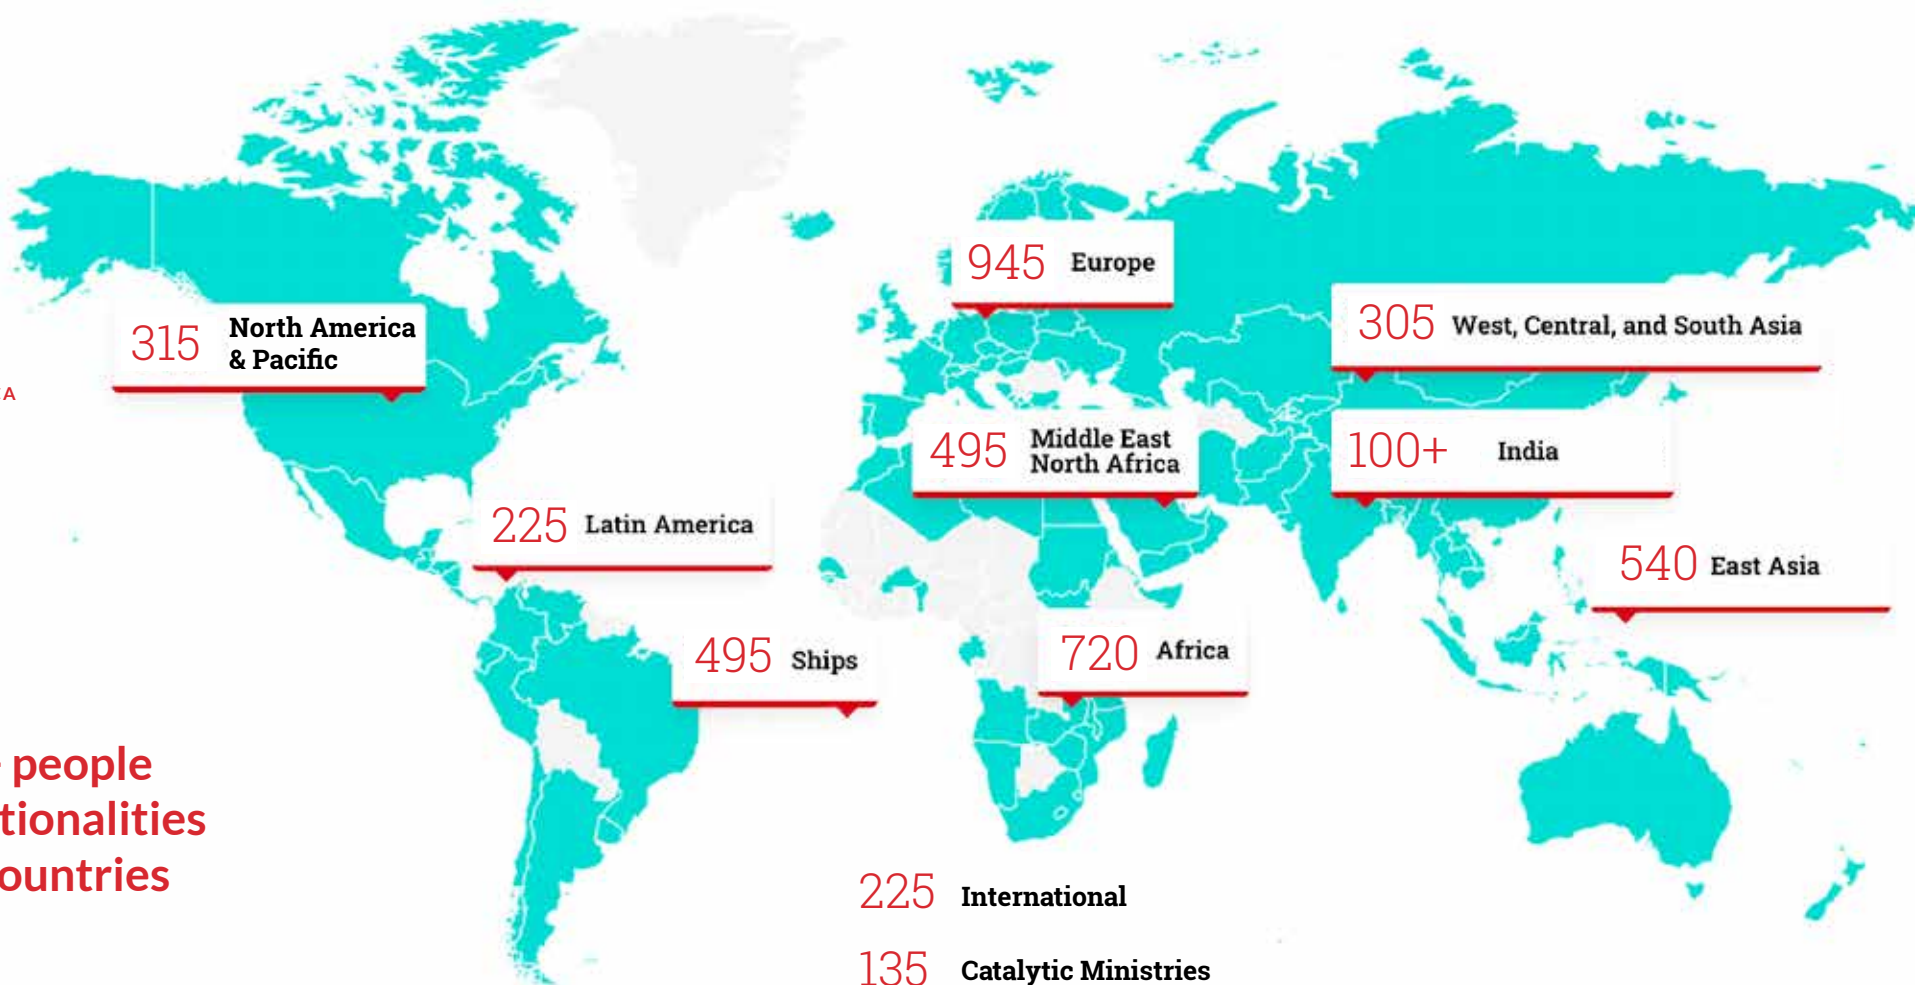 945 Europe
315 North America
& Pacific
305 West, Central, and South Asia
A
495 Middle East
North Africa
100+ India
225 Latin America
540 East Asia
495 Ships
720 Africa
people
tionalities
ountries
225 International
135 Catalytic Ministries